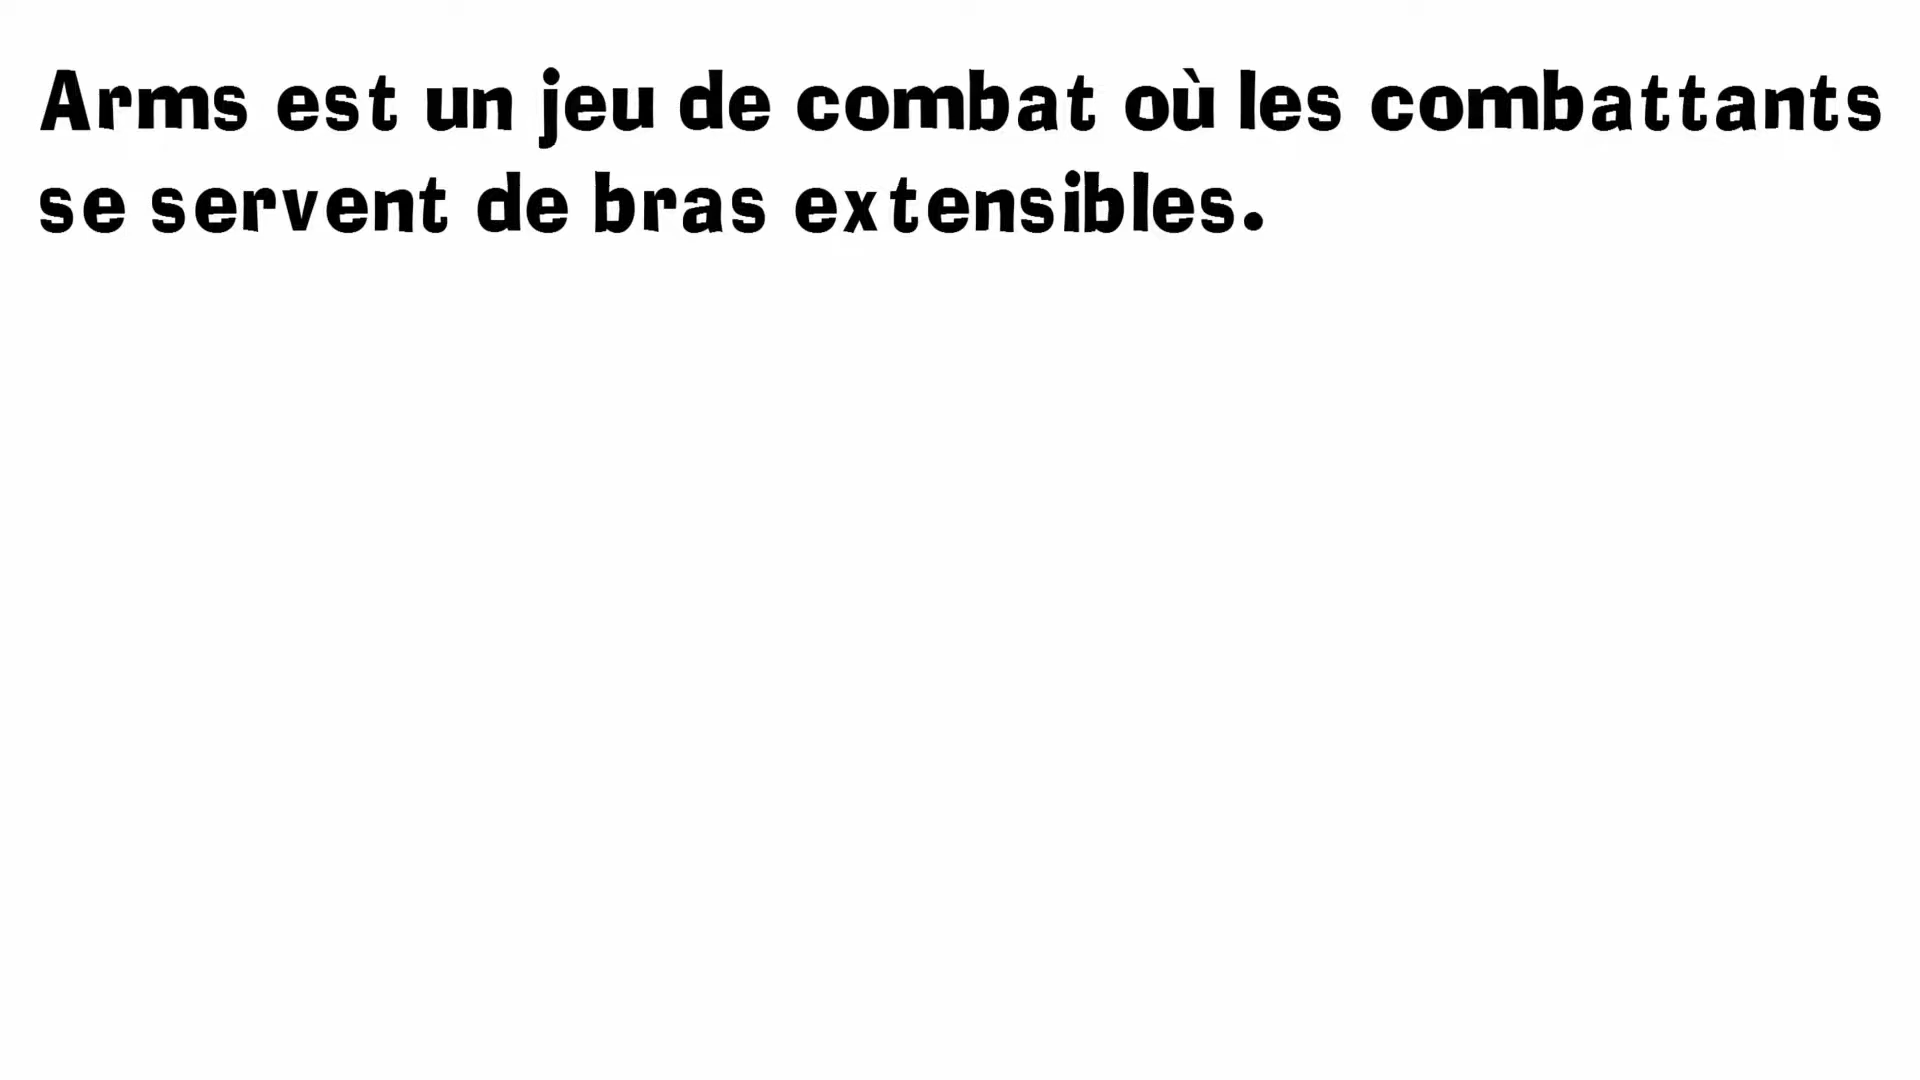 Arms est un jeu de combat où les combattants
se servent de bras extensibles.